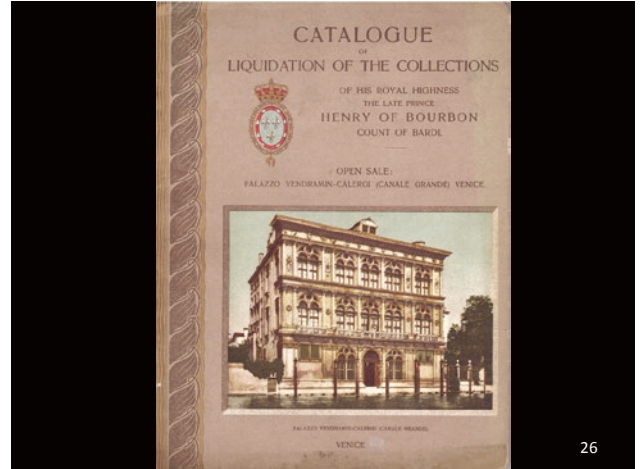 CATALOGUE
OF
LIQUIDATION OF THE COLLECTIONS
OF HIS ROYAL HIGHNESS
THE LATE PRINCE
HENRY OF BOURBON
COUNT OF BARDI.
OPEN SALE:
PALAZZO VENDRAMIN-CALERGI (CANALE GRANDE) VENICE
PALAZZO VENDRAMIN-CALERGI (CANALE GRANDE)
VENICE
26